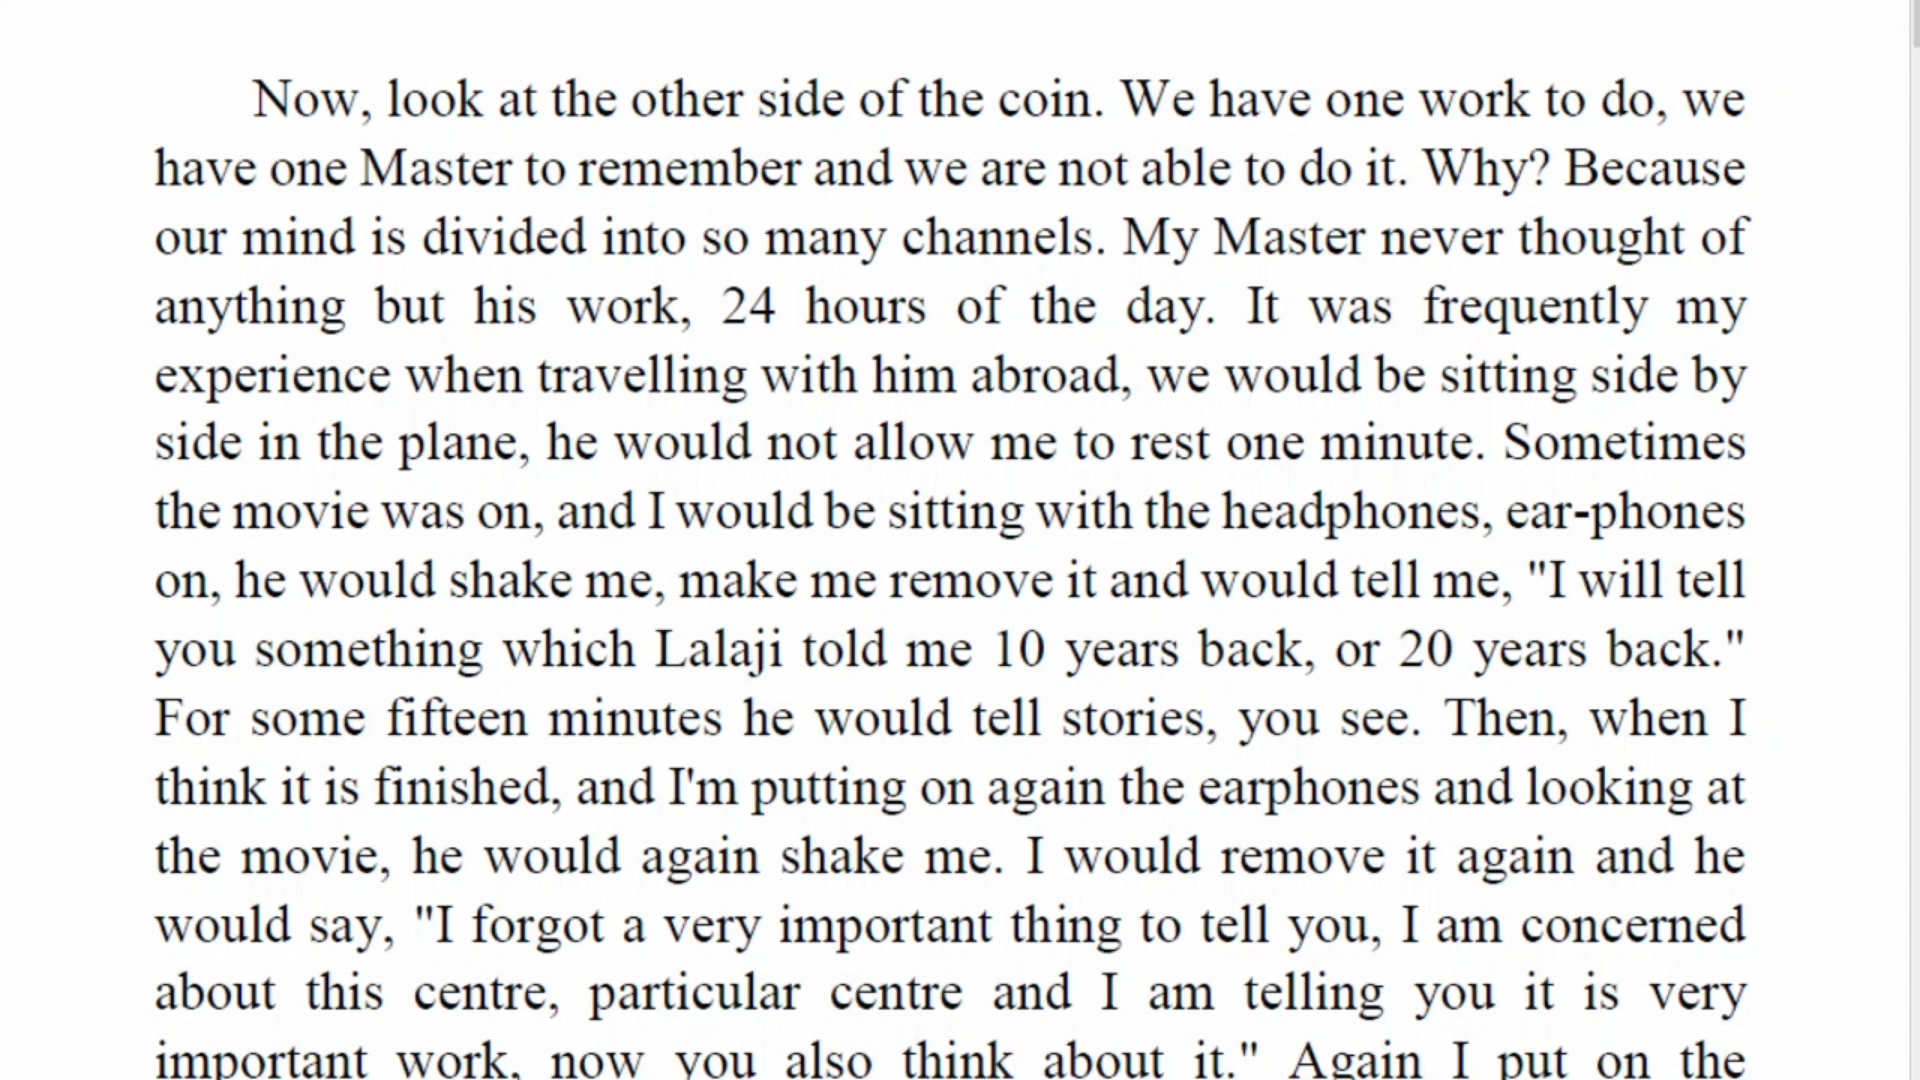 Now, look at the other side of the coin. We have one work to do, we
have one Master to remember and we are not able to do it. Why? Because
our mind is divided into so many channels. My Master never thought of
anything but his work, 24 hours of the day. It was frequently my
experience when travelling with him abroad, we would be sitting side by
side in the plane, he would not allow me to rest one minute. Sometimes
the movie was on, and I would be sitting with the headphones, ear-phones
on, he would shake me, make me remove it and would tell me, "I will tell
you something which Lalaji told me 10 years back, or 20 years back."
For some fifteen minutes he would tell stories, you see. Then, when I
think it is finished, and I'm putting on again the earphones and looking at
the movie, he would again shake me. I would remove it again and he
would say, "I forgot a very important thing to tell you, I am concerned
about this centre, particular centre and I am telling you it is very
important work, now you also think about it." Again I put on the